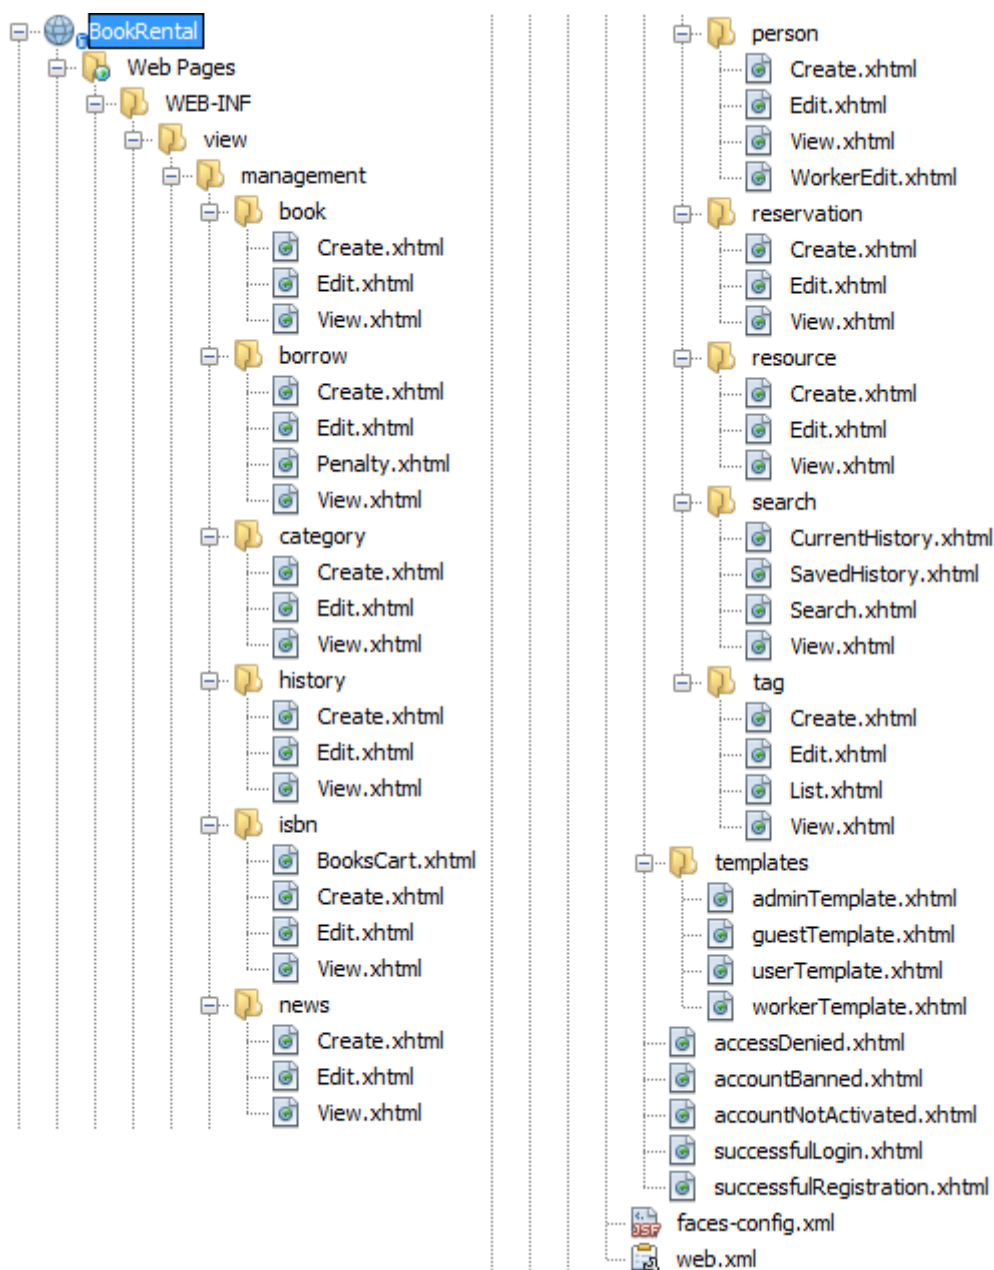 BookRental
Web Pages
WEB-INF
view
management
book
Create.xhtml
Edit.xhtml
View.xhtml
borrow
Create.xhtml
Edit.xhtml
Penalty.xhtml
View.xhtml
category
Create.xhtml
Edit.xhtml
View.xhtml
history
Create.xhtml
Edit.xhtml
View.xhtml
isbn
BooksCart.xhtml
Create.xhtml
Edit.xhtml
View.xhtml
news
Create.xhtml
Edit.xhtml
View.xhtml
person
Create.xhtml
Edit.xhtml
View.xhtml
WorkerEdit.xhtml
reservation
Create.xhtml
Edit.xhtml
View.xhtml
resource
Create.xhtml
Edit.xhtml
View.xhtml
search
CurrentHistory.xhtml
SavedHistory.xhtml
Search.xhtml
View.xhtml
tag
Create.xhtml
Edit.xhtml
List.xhtml
View.xhtml
templates
adminTemplate.xhtml
guestTemplate.xhtml
userTemplate.xhtml
workerTemplate.xhtml
accessDenied.xhtml
accountBanned.xhtml
accountNotActivated.xhtml
successfulLogin.xhtml
successfulRegistration.xhtml
JSF faces-config.xml
web.xml